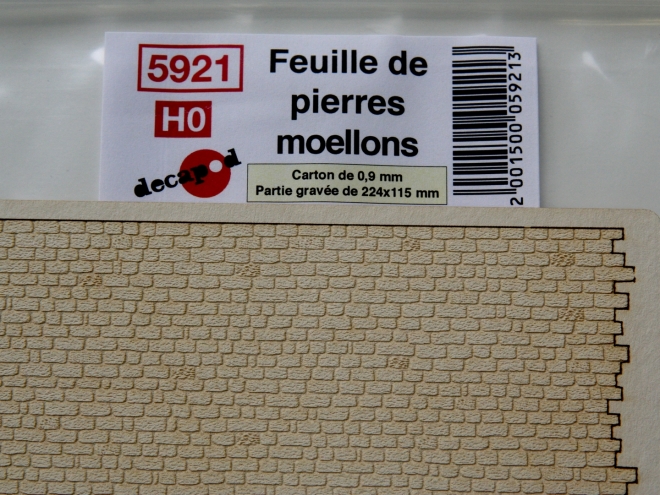 5921
H0
decapod
Feuille de
pierres
moellons
Carton de 0,9 mm
Partie gravée de 224x115 mm
2 001500 059213